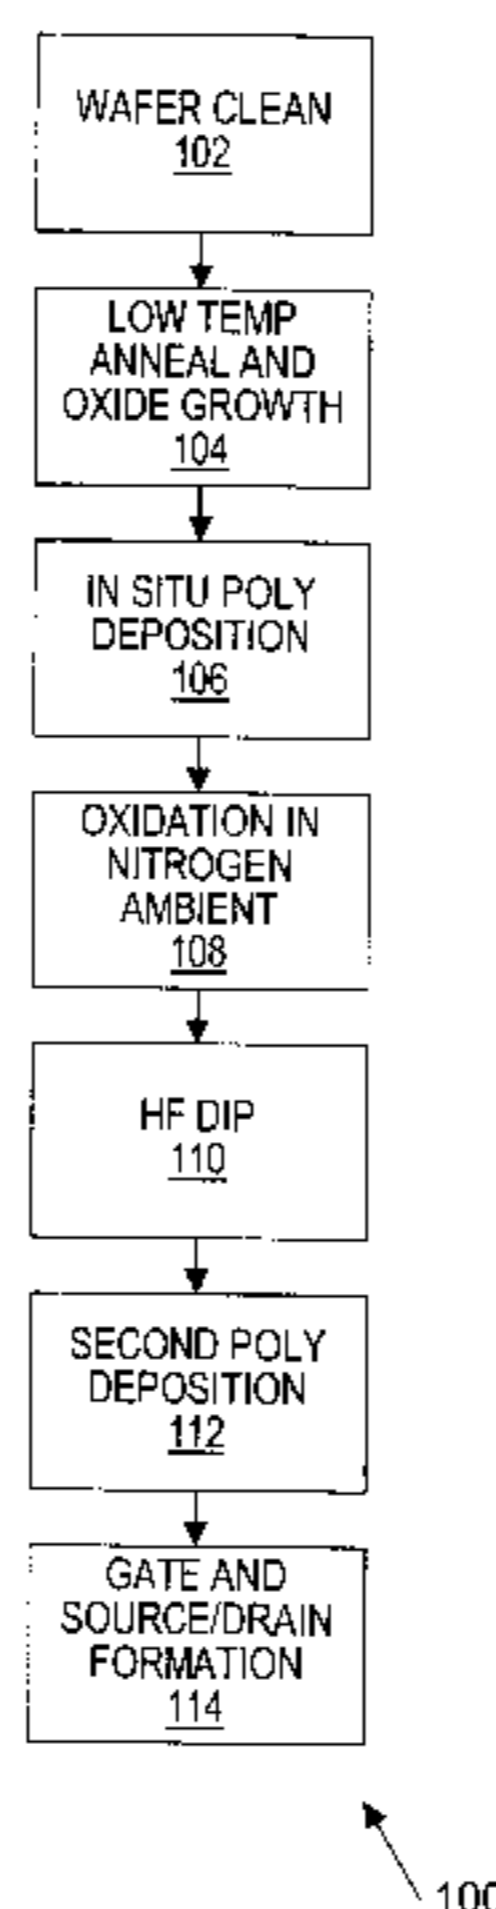 WAFER CLEAN
102
LOW TEMP
ANNEAL AND
OXIDE GROWTH
104
IN SITU POLY
DEPOSITION
106
OXIDATION IN
NITROGEN
AMBIENT
108
HF DIP
110
SECOND POLY
DEPOSITION
112
GATE AND
SOURCE/DRAIN
FORMATION
114
100